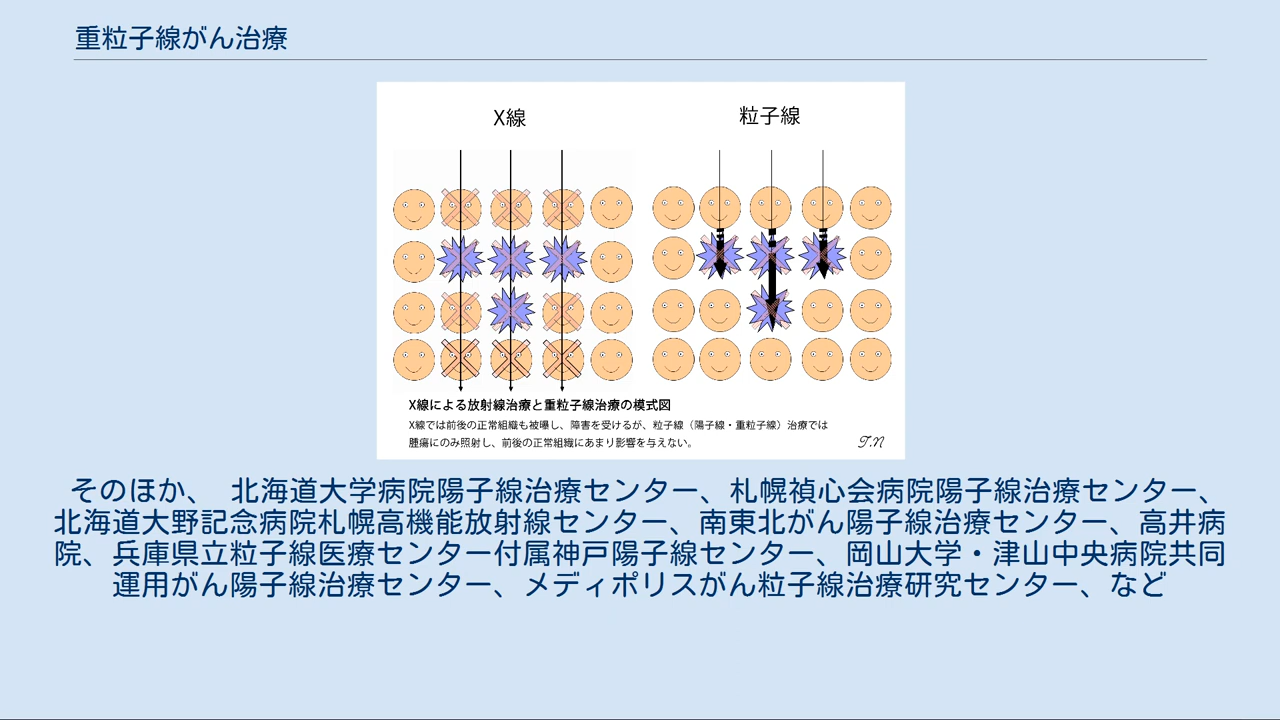 重粒子線がん治療
X線
粒子線
X線による放射線治療と重粒子線治療の模式図
X線では前後の正常組織も被曝し、障害を受けるが、粒子線（陽子線・重粒子線）治療では
腫瘍にのみ照射し、前後の正常組織にあまり影響を与えない。
T.N
そのほか、 北海道大学病院陽子線治療センター、札幌禎心会病院陽子線治療センター、
北海道大野記念病院札幌高機能放射線センター、南東北がん陽子線治療センター、高井病
院、兵庫県立粒子線医療センター付属神戸陽子線センター、岡山大学・津山中央病院共同
運用がん陽子線治療センター、メディポリスがん粒子線治療研究センター、など